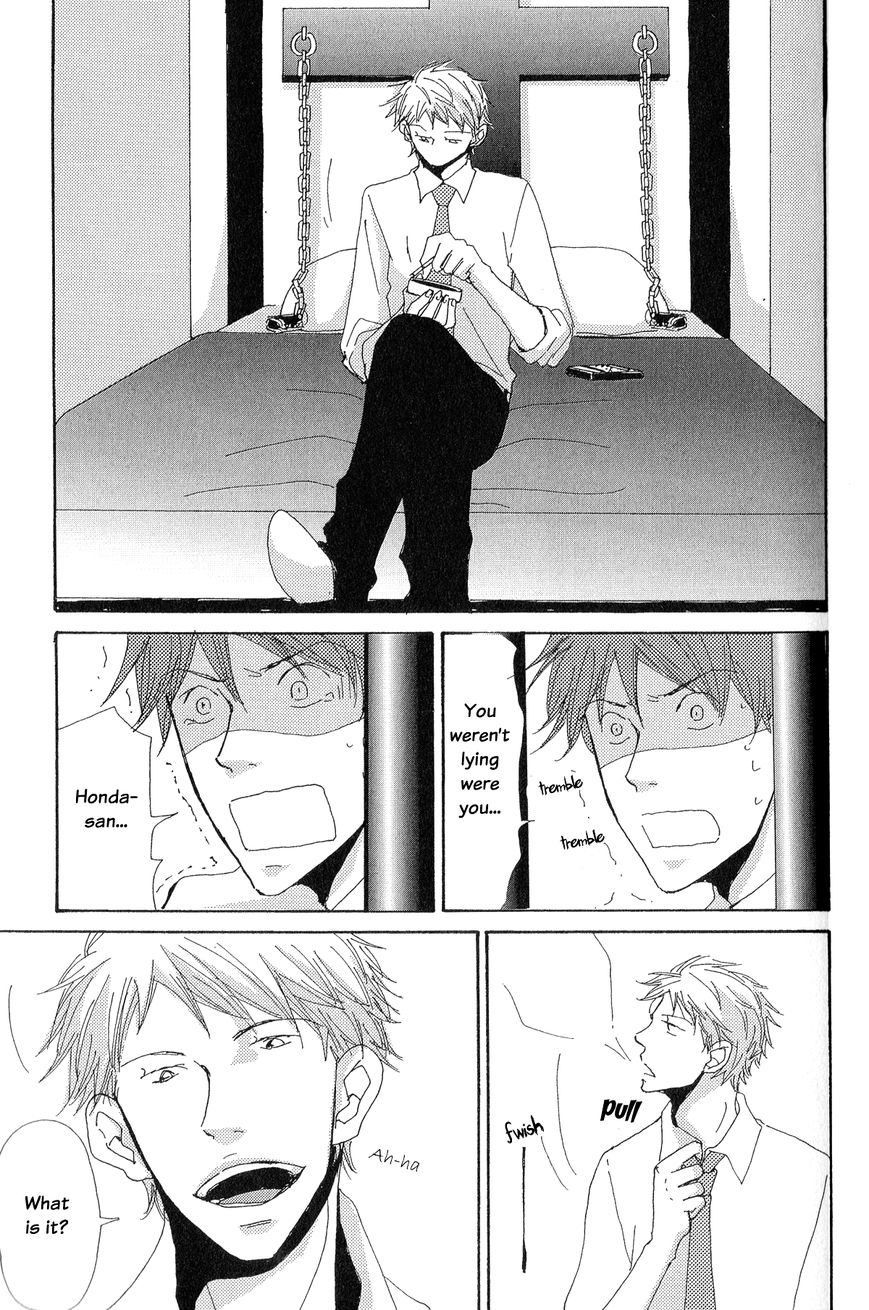 You
weren't
lying
were
you...
tremble
tremble
Honda-
san...
pull
fwish
Ah-ha
What
is it?